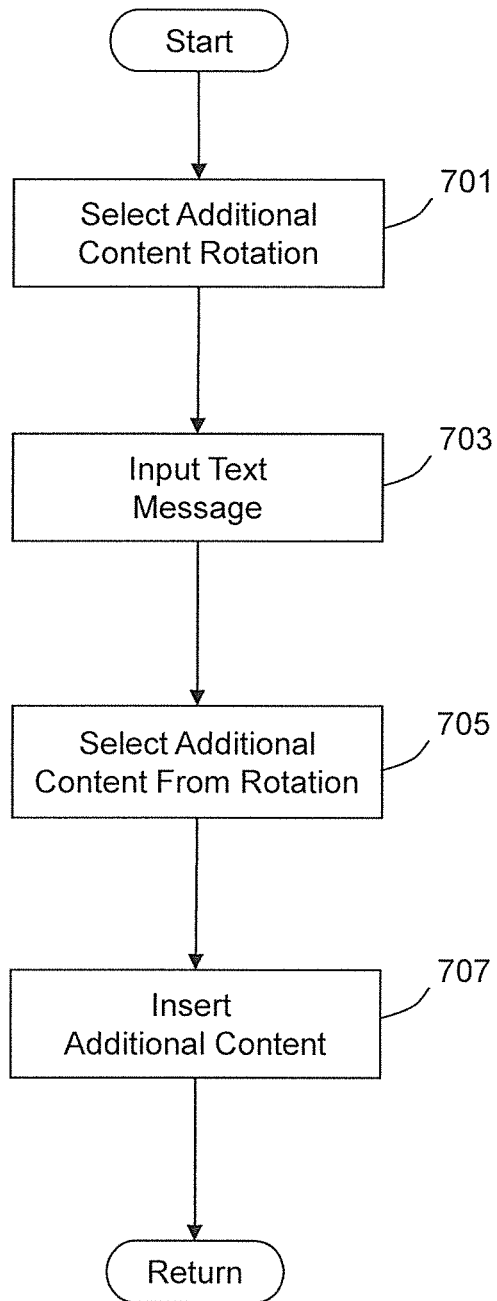 Start
701
Select Additional
Content Rotation
703
Input Text
Message
705
Select Additional
Content From Rotation
707
Insert
Additional Content
Return